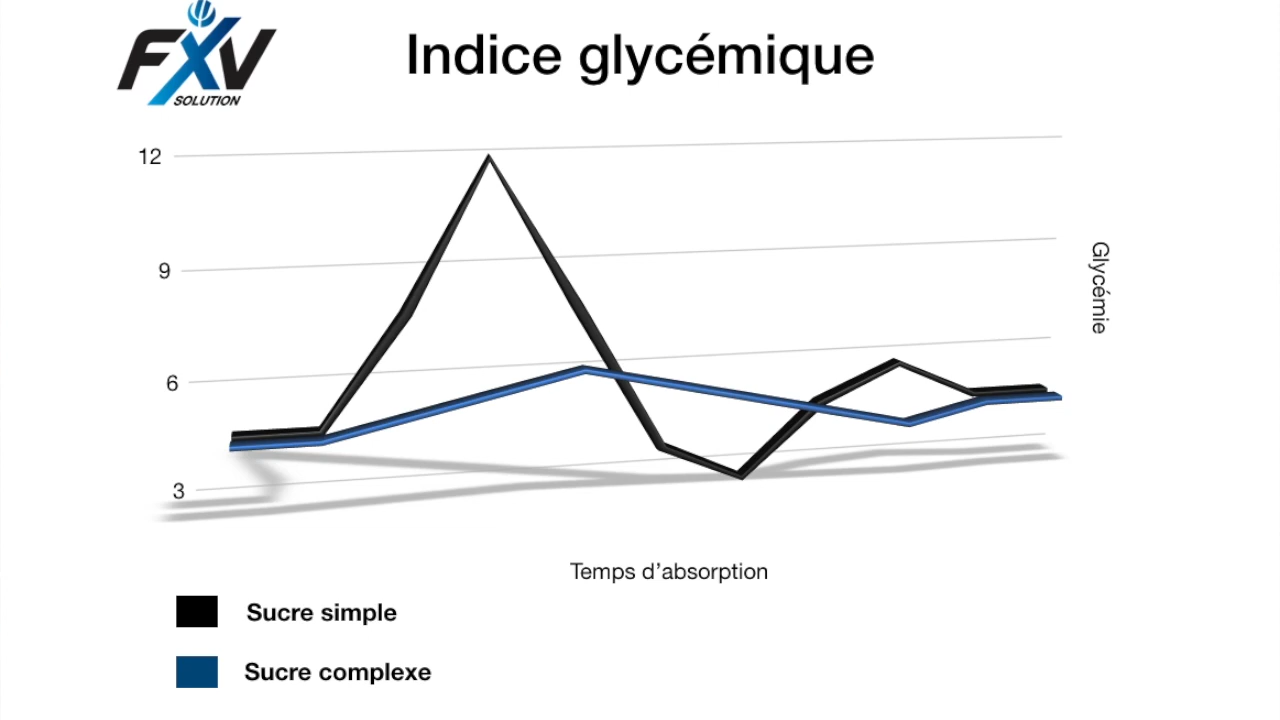 FXV
SOLUTION
Indice glycémique
12
9
6
3
Glycémie
Temps d’absorption
Sucre simple
Sucre complexe